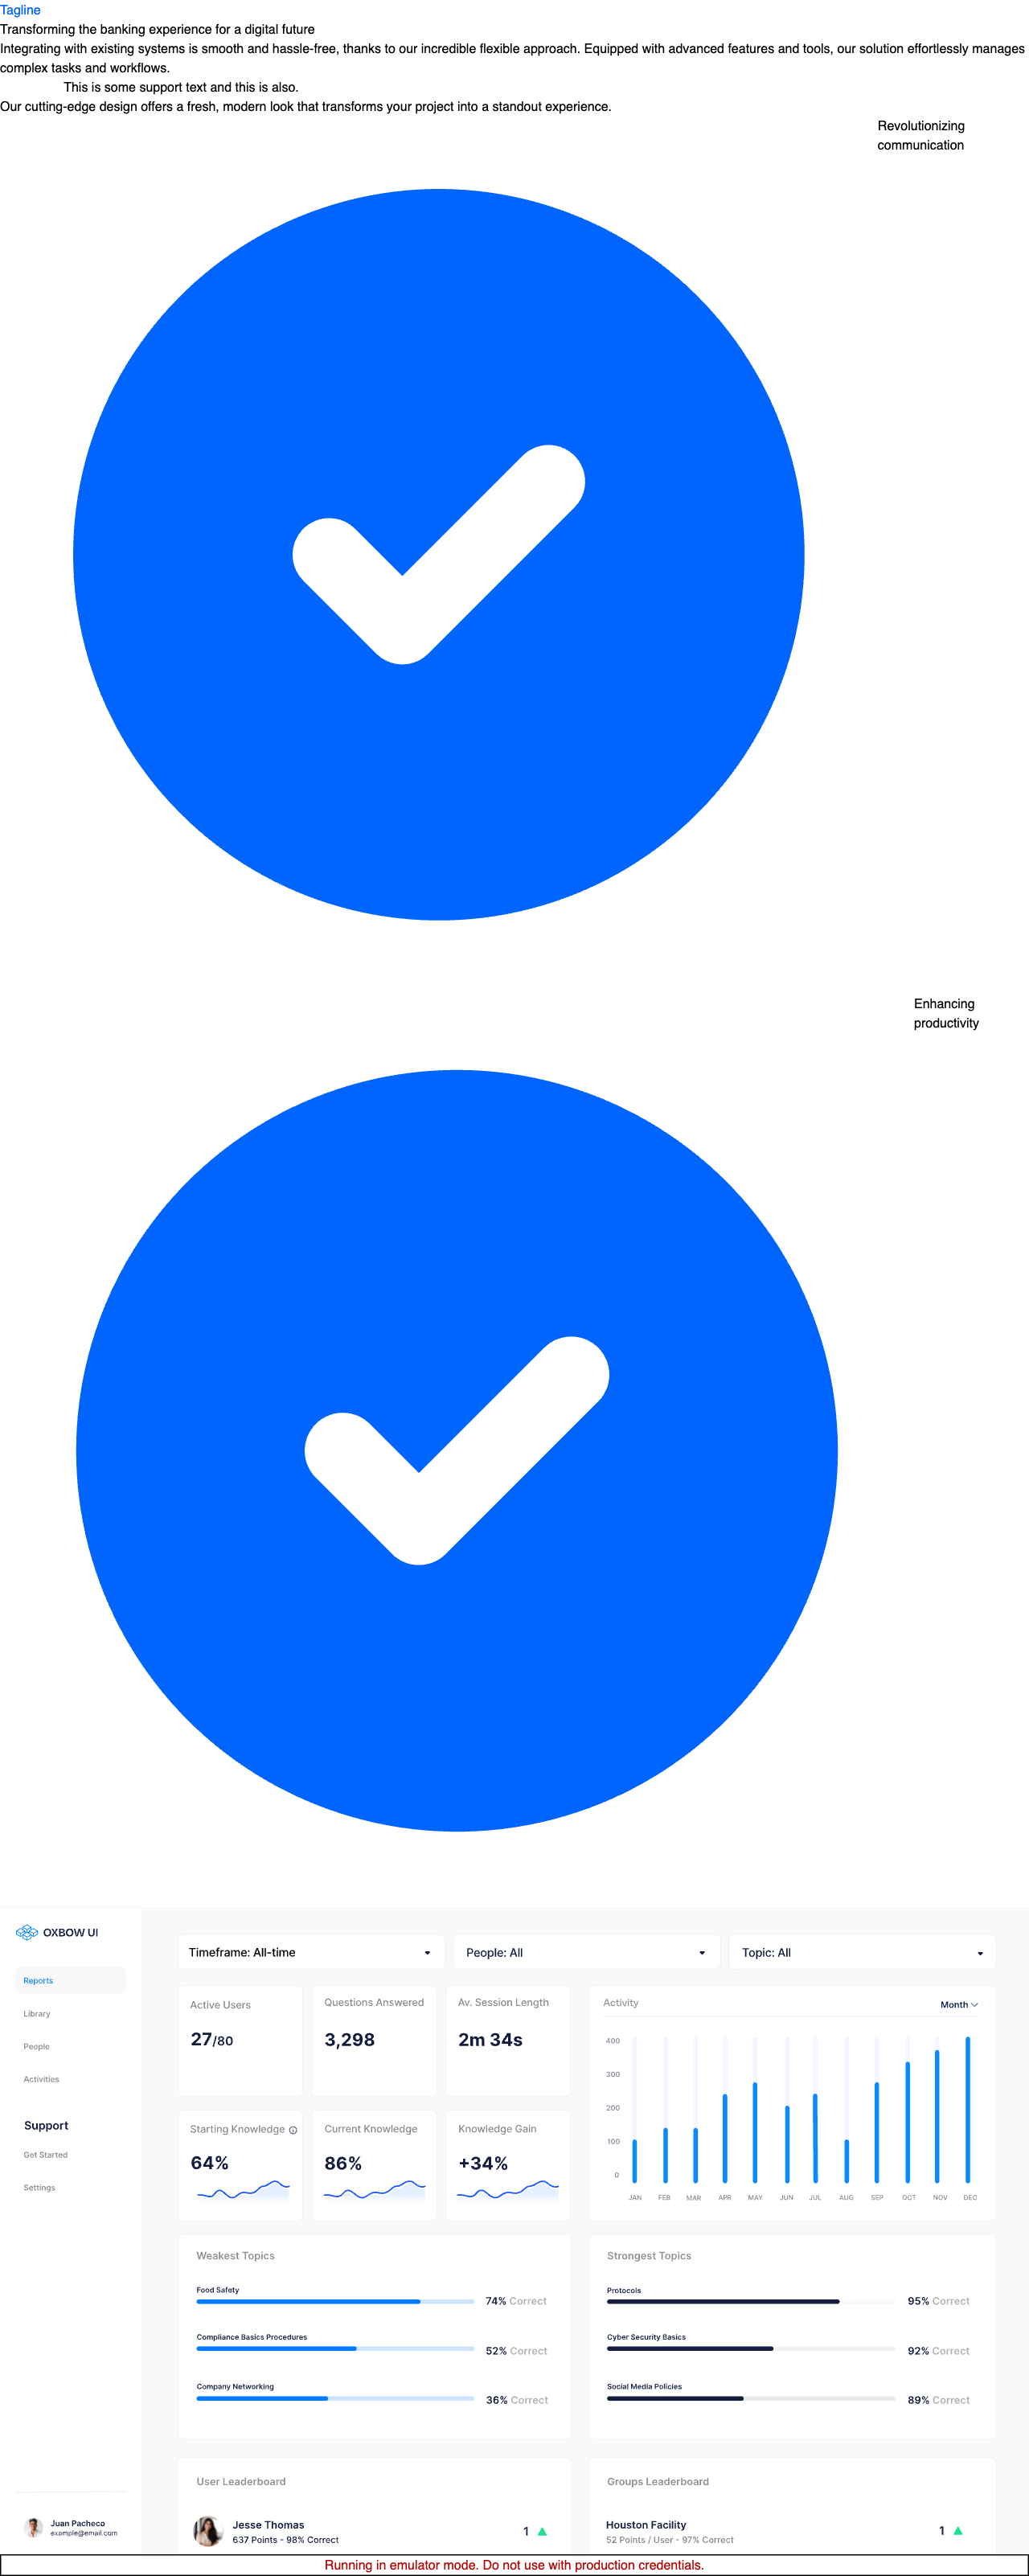 Tagline
Transforming the banking experience for a digital future
Integrating with existing systems is smooth and hassle-free, thanks to our incredible flexible approach. Equipped with advanced features and tools, our solution effortlessly manages
complex tasks and workflows.
This is some support text and this is also.
Our cutting-edge design offers a fresh, modern look that transforms your project into a standout experience.
Revolutionizing
communication
Enhancing
productivity
OXBOW UI
Reports
Library
People
Activities
Support
Get Started
Settings
Juan Pacheco
example@email.com
Timeframe: All-time
People: All
Topic: All
Active Users
27/80
Questions Answered
3,298
Av. Session Length
2m 34s
Starting Knowledge
64%
Current Knowledge
86%
Knowledge Gain
+34%
Activity
Month
400
300
200
100
0
JAN FEB MAR APR MAY JUN JUL AUG SEP OCT NOV DEC
Weakest Topics
Food Safety
74% Correct
Compliance Basics Procedures
52% Correct
Company Networking
36% Correct
Strongest Topics
Protocols
95% Correct
Cyber Security Basics
92% Correct
Social Media Policies
89% Correct
User Leaderboard
Jesse Thomas
637 Points - 98% Correct
1
Groups Leaderboard
Houston Facility
52 Points / User - 97% Correct
1
Running in emulator mode. Do not use with production credentials.